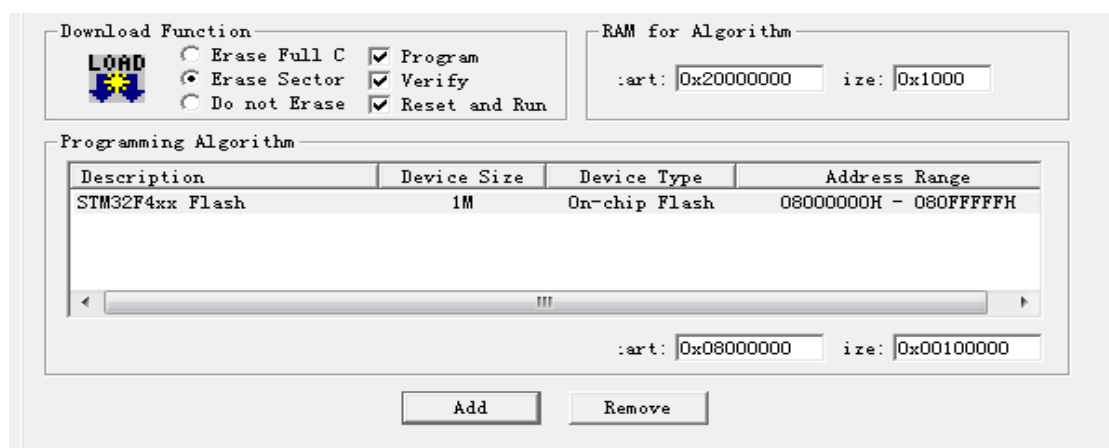 Download Function
LOAD
Erase Full C
Erase Sector
Do not Erase
Program
Verify
Reset and Run
RAM for Algorithm
:art: 0x20000000 ize: 0x1000
Programming Algorithm
Description Device Size Device Type Address Range
STM32F4xx Flash 1M On-chip Flash 08000000H - 080FFFFFH
:art: 0x08000000 ize: 0x00100000
Add Remove